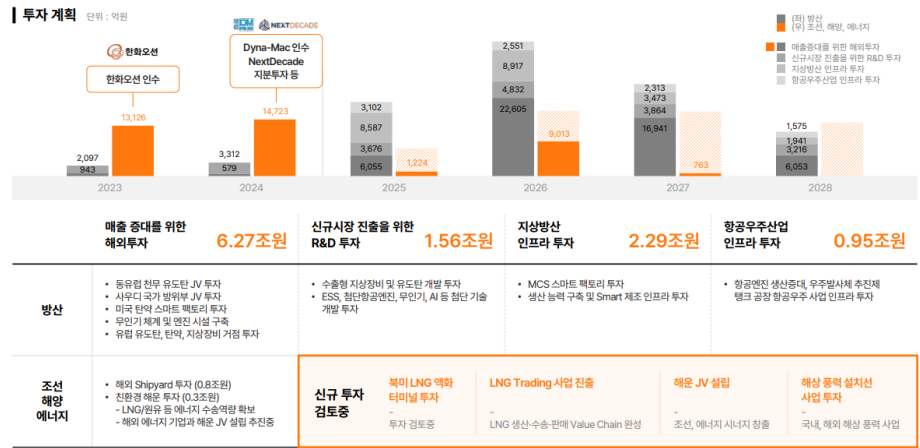 투자 계획 단위 : 억원
(좌) 방산
(우) 조선, 해양, 에너지
매출증대를 위한 해외투자
신규시장 진출을 위한 R&D 투자
지상방산 인프라 투자
항공우주산업 인프라 투자
한화오션
한화오션 인수
DM NEXTDECADE
Dyna-Mac 인수
NextDecade
지분투자 등
2,097
943
13,126
3,312
579
14,723
3,102
8,587
3,676
6,055
1,224
2,551
8,917
4,832
22,605
9,013
2,313
3,473
3,864
16,941
763
1,575
1,941
3,216
6,053
2023 2024 2025 2026 2027 2028
매출 증대를 위한
해외투자
6.27조원
신규시장 진출을 위한
R&D 투자
1.56조원
지상방산
인프라 투자
2.29조원
항공우주산업
인프라 투자
0.95조원
방산
• 동유럽 천무 유도탄 JV 투자
• 사우디 국가 방위부 JV 투자
• 미국 탄약 스마트 팩토리 투자
• 무인기 체계 및 엔진 시설 구축
• 유럽 유도탄, 탄약, 지상장비 거점 투자
• 수출형 지상장비 및 유도탄 개발 투자
• ESS, 첨단항공엔진, 무인기, AI 등 첨단 기술
개발 투자
• MCS 스마트 팩토리 투자
• 생산 능력 구축 및 Smart 제조 인프라 투자
• 항공엔진 생산증대, 우주발사체 추진제
탱크 공장 항공우주 사업 인프라 투자
조선
해양
에너지
• 해외 Shipyard 투자 (0.8조원)
• 친환경 해운 투자 (0.3조원)
- LNG/원유 등 에너지 수송역량 확보
- 해외 에너지 기업과 해운 JV 설립 추진중
신규 투자
검토중
북미 LNG 액화
터미널 투자
-
투자 검토중
LNG Trading 사업 진출
-
LNG 생산·수송·판매 Value Chain 완성
해운 JV 설립
-
조선, 에너지 시너지 창출
해상 풍력 설치선
사업 투자
-
국내, 해외 해상 풍력 사업